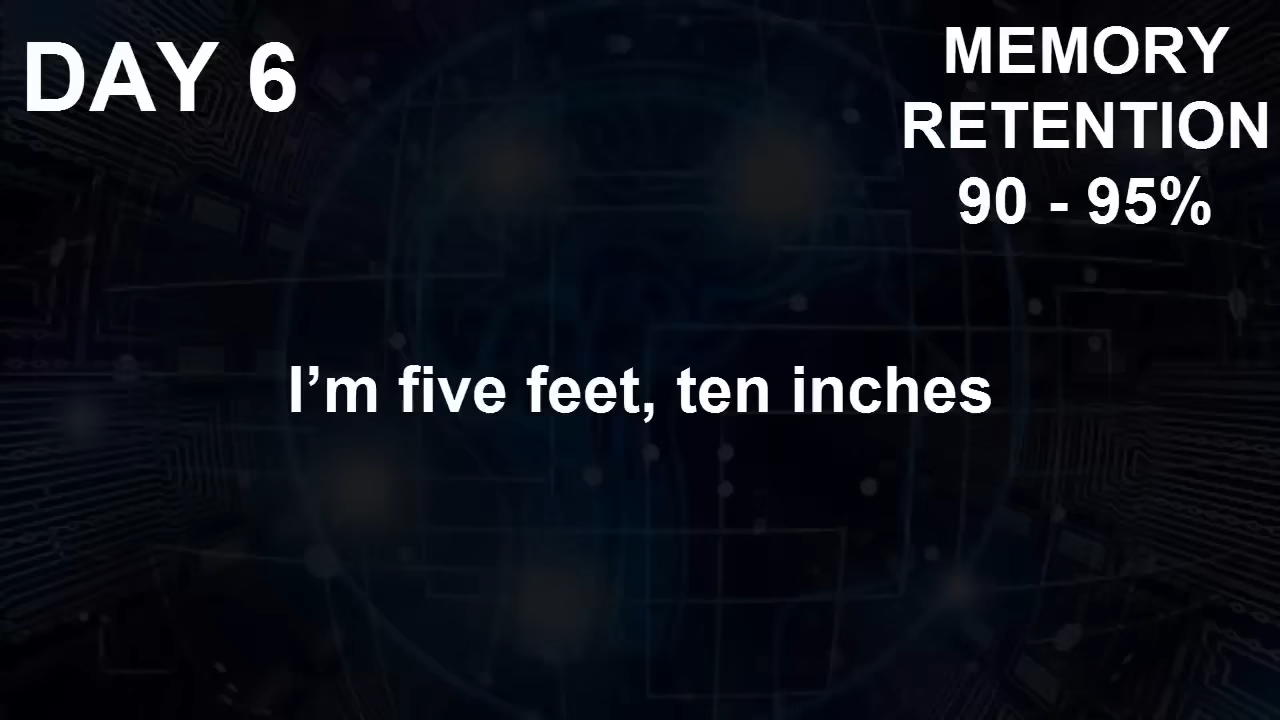 DAY 6
MEMORY
RETENTION
90 - 95%
I’m five feet, ten inches